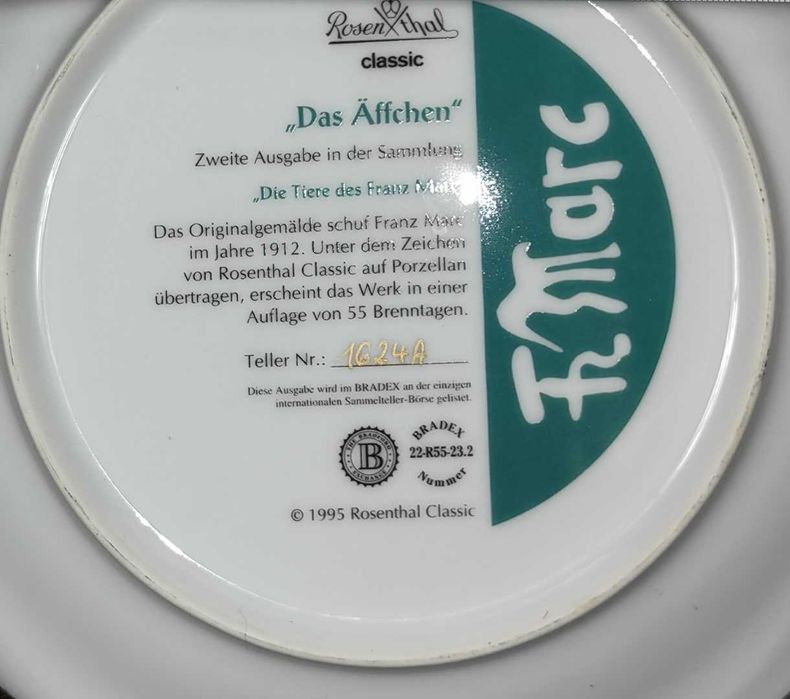 Rosenthal
classic
„Das Äffchen“
Zweite Ausgabe in der Sammlung
„Die Tiere des Franz Marc“
Das Originalgemälde schuf Franz Marc
im Jahre 1912. Unter dem Zeichen
von Rosenthal Classic auf Porzellan
übertragen, erscheint das Werk in einer
Auflage von 55 Brenntagen.
Teller Nr.: 1624A
Diese Ausgabe wird im BRADEX an der einzigen
internationalen Sammelteller-Börse gelistet.
THE BRADFORD EXCHANGE
B
BRADEX
22-R55-23.2
Nummer
© 1995 Rosenthal Classic
Fz Marc